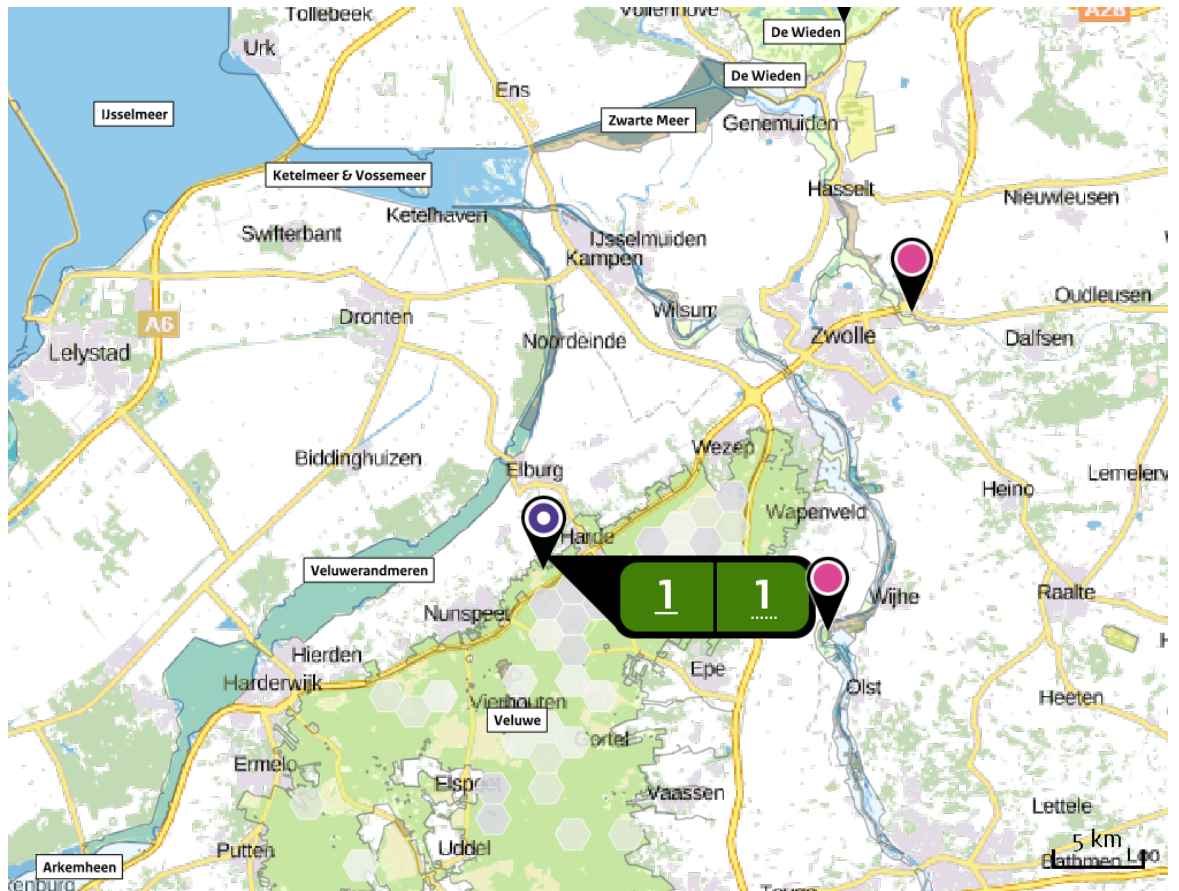 Tollebeek
Vollenhove
A28
Urk
De Wieden
De Wieden
Ens
IJsselmeer
Zwarte Meer
Genemuiden
Ketelmeer & Vossemeer
Hasselt
Nieuwleusen
Ketelhaven
Swifterbant
IJsselmuiden
Kampen
Oudleusen
Dronten
Wilsum
A6
Zwolle
Dalfsen
Noordeinde
Lelystad
Wezep
Biddinghuizen
Elburg
Lemelerv
Heino
Wapenveld
Harde
Veluwerandmeren
1
1
Wijhe
Raalte
Nunspeet
Hierden
Epe
Harderwijk
Olst
Heeten
Vierhouten
Veluwe
Gortel
Ermelo
Elspeet
Vaassen
Lettele
5 km
Putten
Uddel
Bathmen
Loo
Arkemheen
enburg